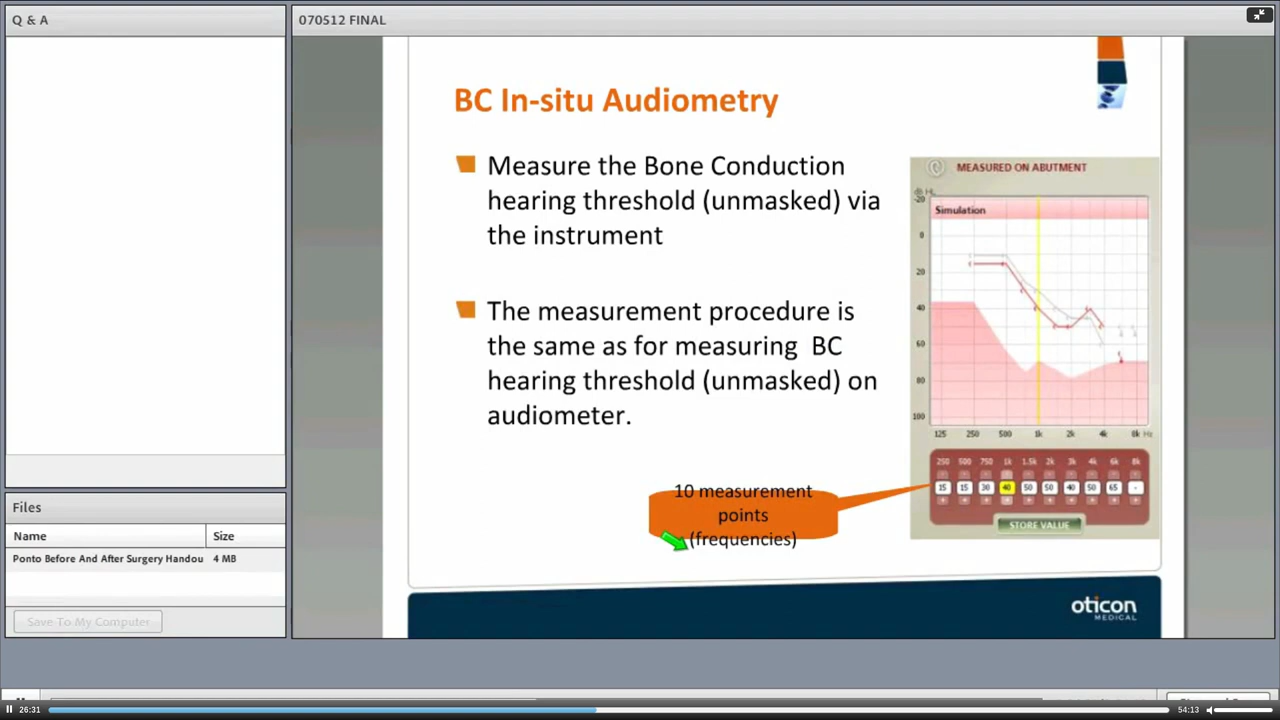 Q & A
070512 FINAL
BC In-situ Audiometry
Measure the Bone Conduction
hearing threshold (unmasked) via
the instrument
The measurement procedure is
the same as for measuring BC
hearing threshold (unmasked) on
audiometer.
10 measurement
points
(frequencies)
MEASURED ON ABUTMENT
dB HL
-20
Simulation
0
20
40
60
80
100
125 250 500 1k 2k 4k 8k Hz
250 500 750 1k 1.5k 2k 3k 4k 6k 8k
15 15 30 40 50 50 40 50 65 -
STORE VALUE
oticon
MEDICAL
Files
Name Size
Ponto Before And After Surgery Handou 4 MB
Save To My Computer
26:31
54:13